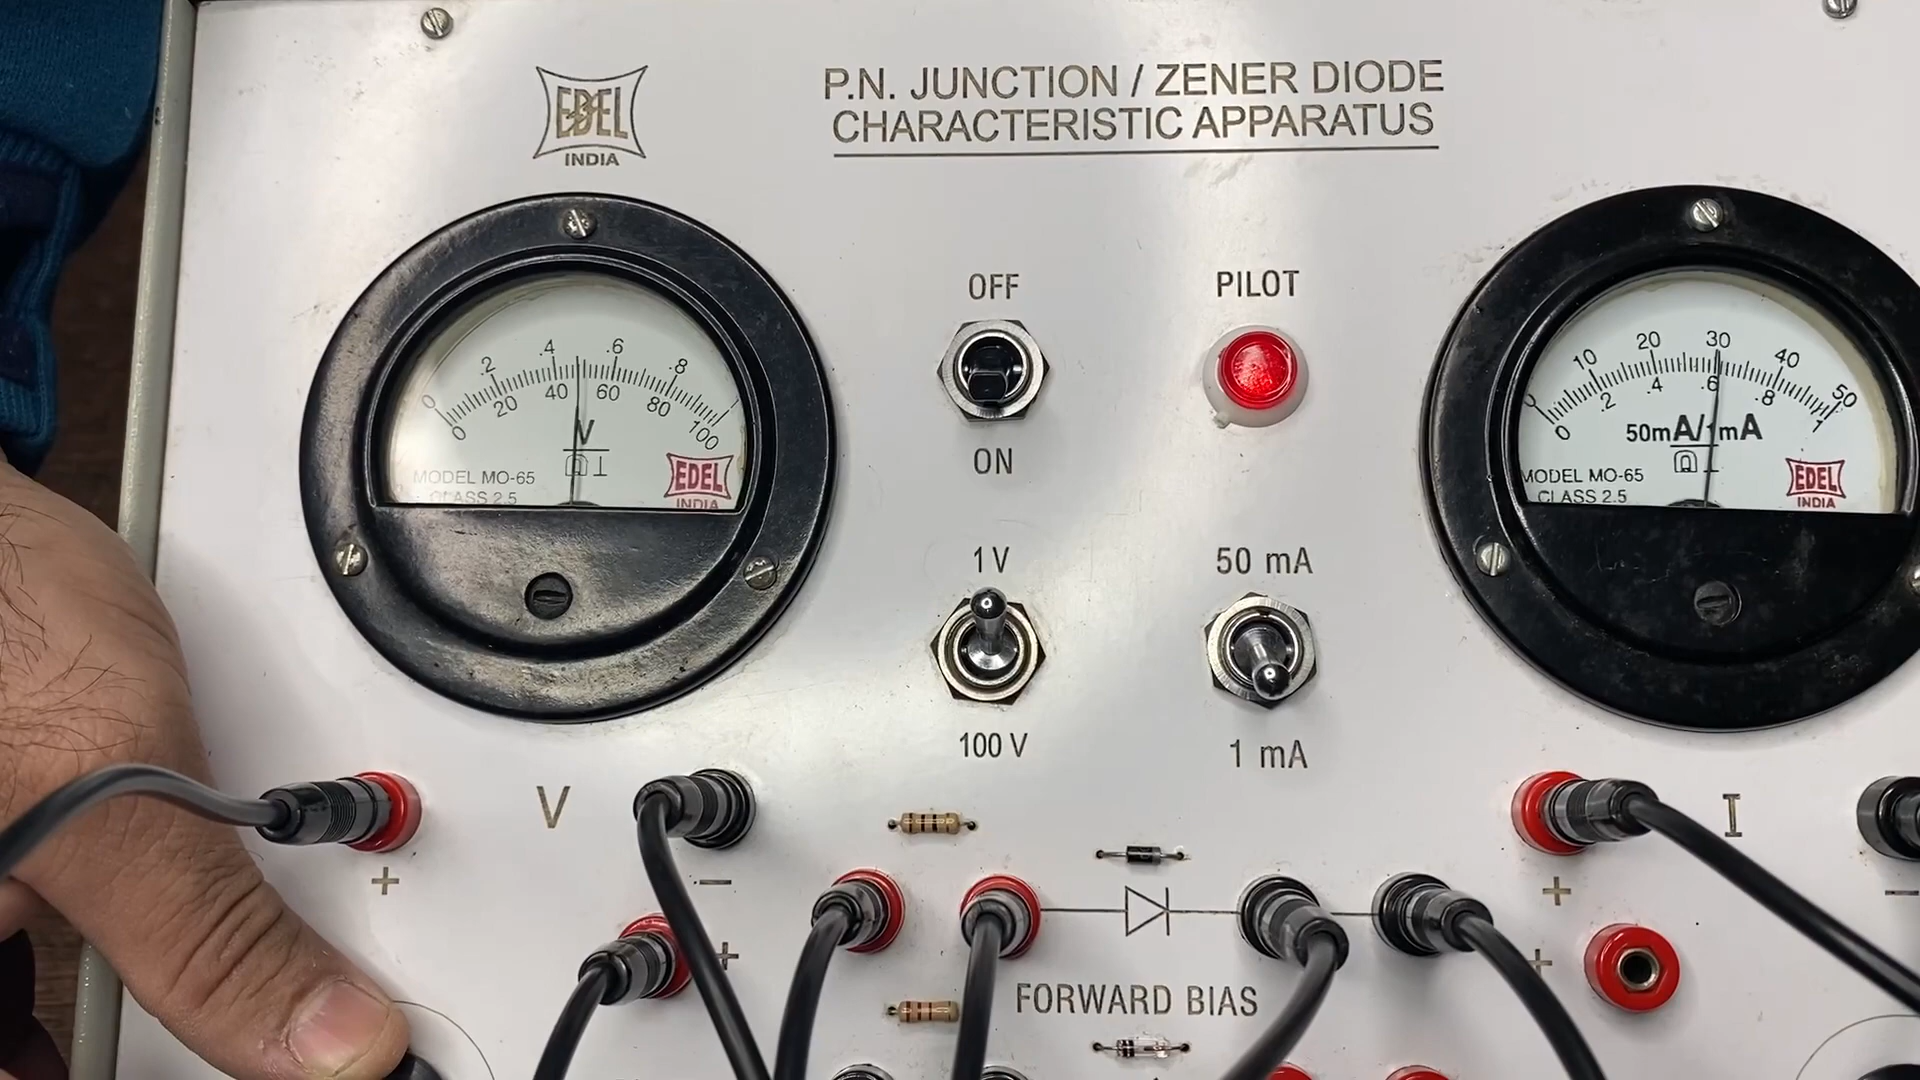 EDEL
INDIA
P.N. JUNCTION / ZENER DIODE
CHARACTERISTIC APPARATUS
OFF
ON
PILOT
0 .2 .4 .6 .8
0 20 40 60 80 100
V
MODEL MO-65
CLASS 2.5
EDEL
INDIA
0 10 20 30 40 50
0 .2 .4 .6 .8 1
50mA/1mA
MODEL MO-65
CLASS 2.5
EDEL
INDIA
1 V
100 V
50 mA
1 mA
V
I
+
−
+
−
+
+
FORWARD BIAS